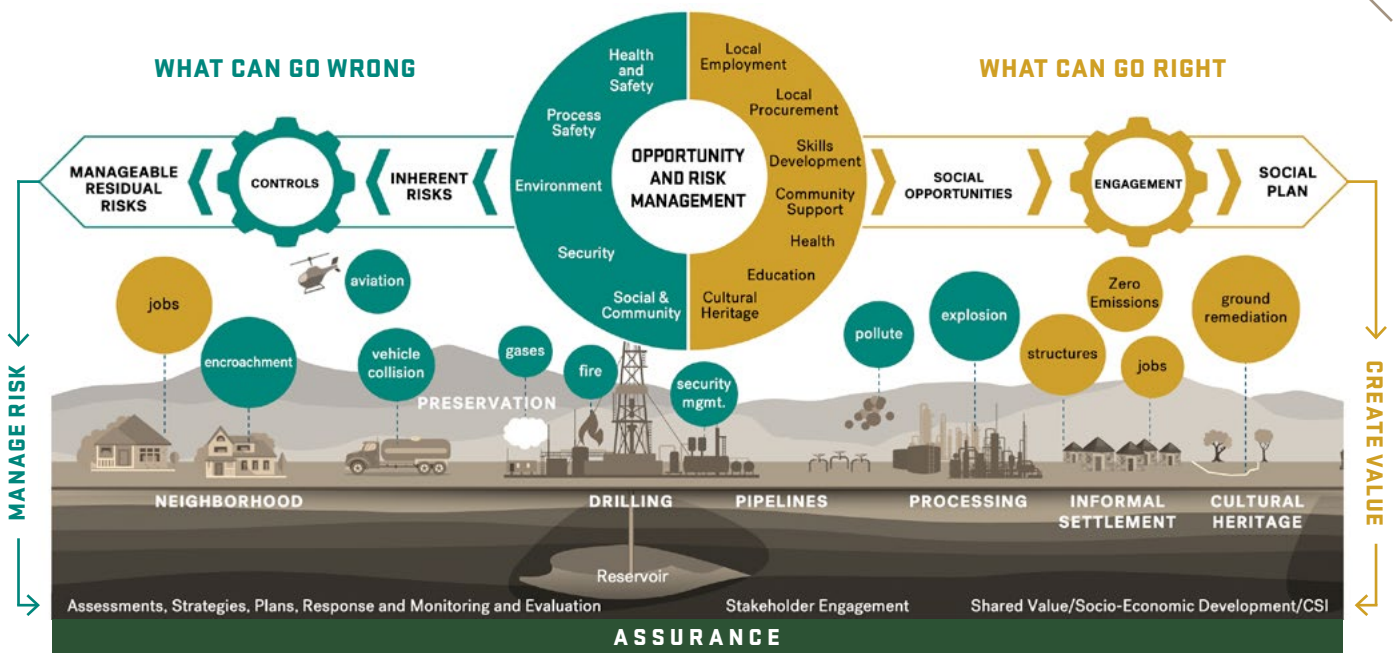 WHAT CAN GO WRONG
WHAT CAN GO RIGHT
Health
and
Safety
Process
Safety
Environment
Security
Social &
Community
OPPORTUNITY
AND RISK
MANAGEMENT
Local
Employment
Local
Procurement
Skills
Development
Community
Support
Health
Education
Cultural
Heritage
MANAGEABLE
RESIDUAL
RISKS
CONTROLS
INHERENT
RISKS
SOCIAL
OPPORTUNITIES
ENGAGEMENT
SOCIAL
PLAN
MANAGE RISK
CREATE VALUE
jobs
encroachment
aviation
vehicle
collision
gases
fire
security
mgmt.
pollute
explosion
structures
Zero
Emissions
jobs
ground
remediation
PRESERVATION
NEIGHBORHOOD
DRILLING
PIPELINES
PROCESSING
INFORMAL
SETTLEMENT
CULTURAL
HERITAGE
Reservoir
Assessments, Strategies, Plans, Response and Monitoring and Evaluation
Stakeholder Engagement
Shared Value/Socio-Economic Development/CSI
ASSURANCE